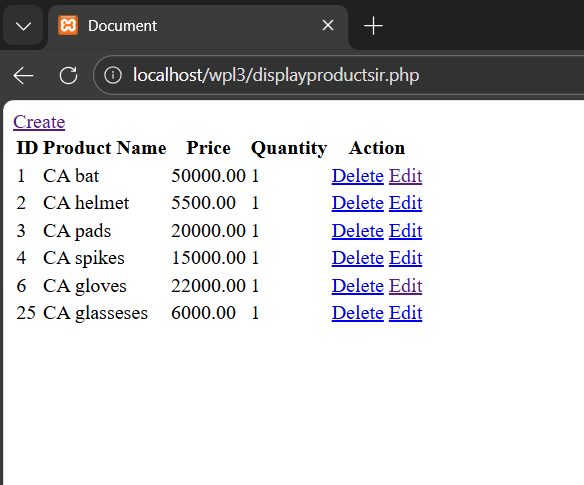 Document
localhost/wpl3/displayproductsir.php
Create
ID Product Name Price Quantity Action
1 CA bat 50000.00 1 Delete Edit
2 CA helmet 5500.00 1 Delete Edit
3 CA pads 20000.00 1 Delete Edit
4 CA spikes 15000.00 1 Delete Edit
6 CA gloves 22000.00 1 Delete Edit
25 CA glasseses 6000.00 1 Delete Edit